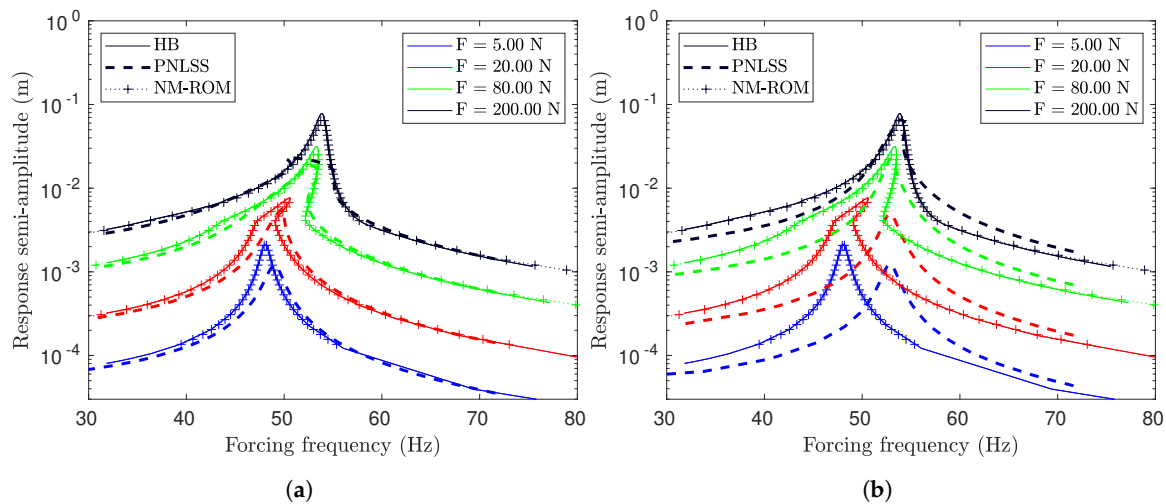 10^0
10^-1
10^-2
10^-3
10^-4
Response semi-amplitude (m)
HB
PNLSS
NM-ROM
F = 5.00 N
F = 20.00 N
F = 80.00 N
F = 200.00 N
30 40 50 60 70 80
Forcing frequency (Hz)
(a)
10^0
10^-1
10^-2
10^-3
10^-4
Response semi-amplitude (m)
HB
PNLSS
NM-ROM
F = 5.00 N
F = 20.00 N
F = 80.00 N
F = 200.00 N
30 40 50 60 70 80
Forcing frequency (Hz)
(b)